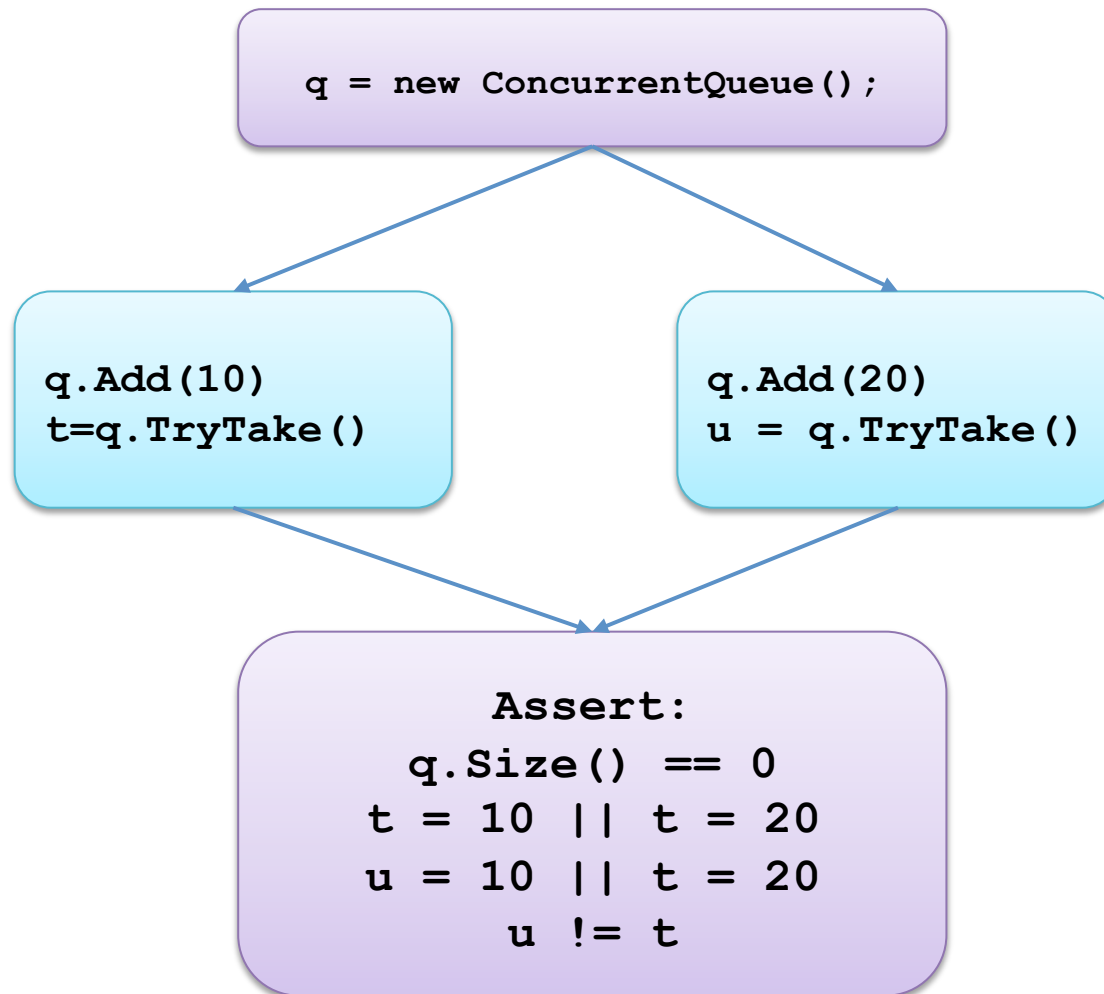 q = new ConcurrentQueue();
q.Add(10)
t=q.TryTake()
q.Add(20)
u = q.TryTake()
Assert:
q.Size() == 0
t = 10 || t = 20
u = 10 || t = 20
u != t